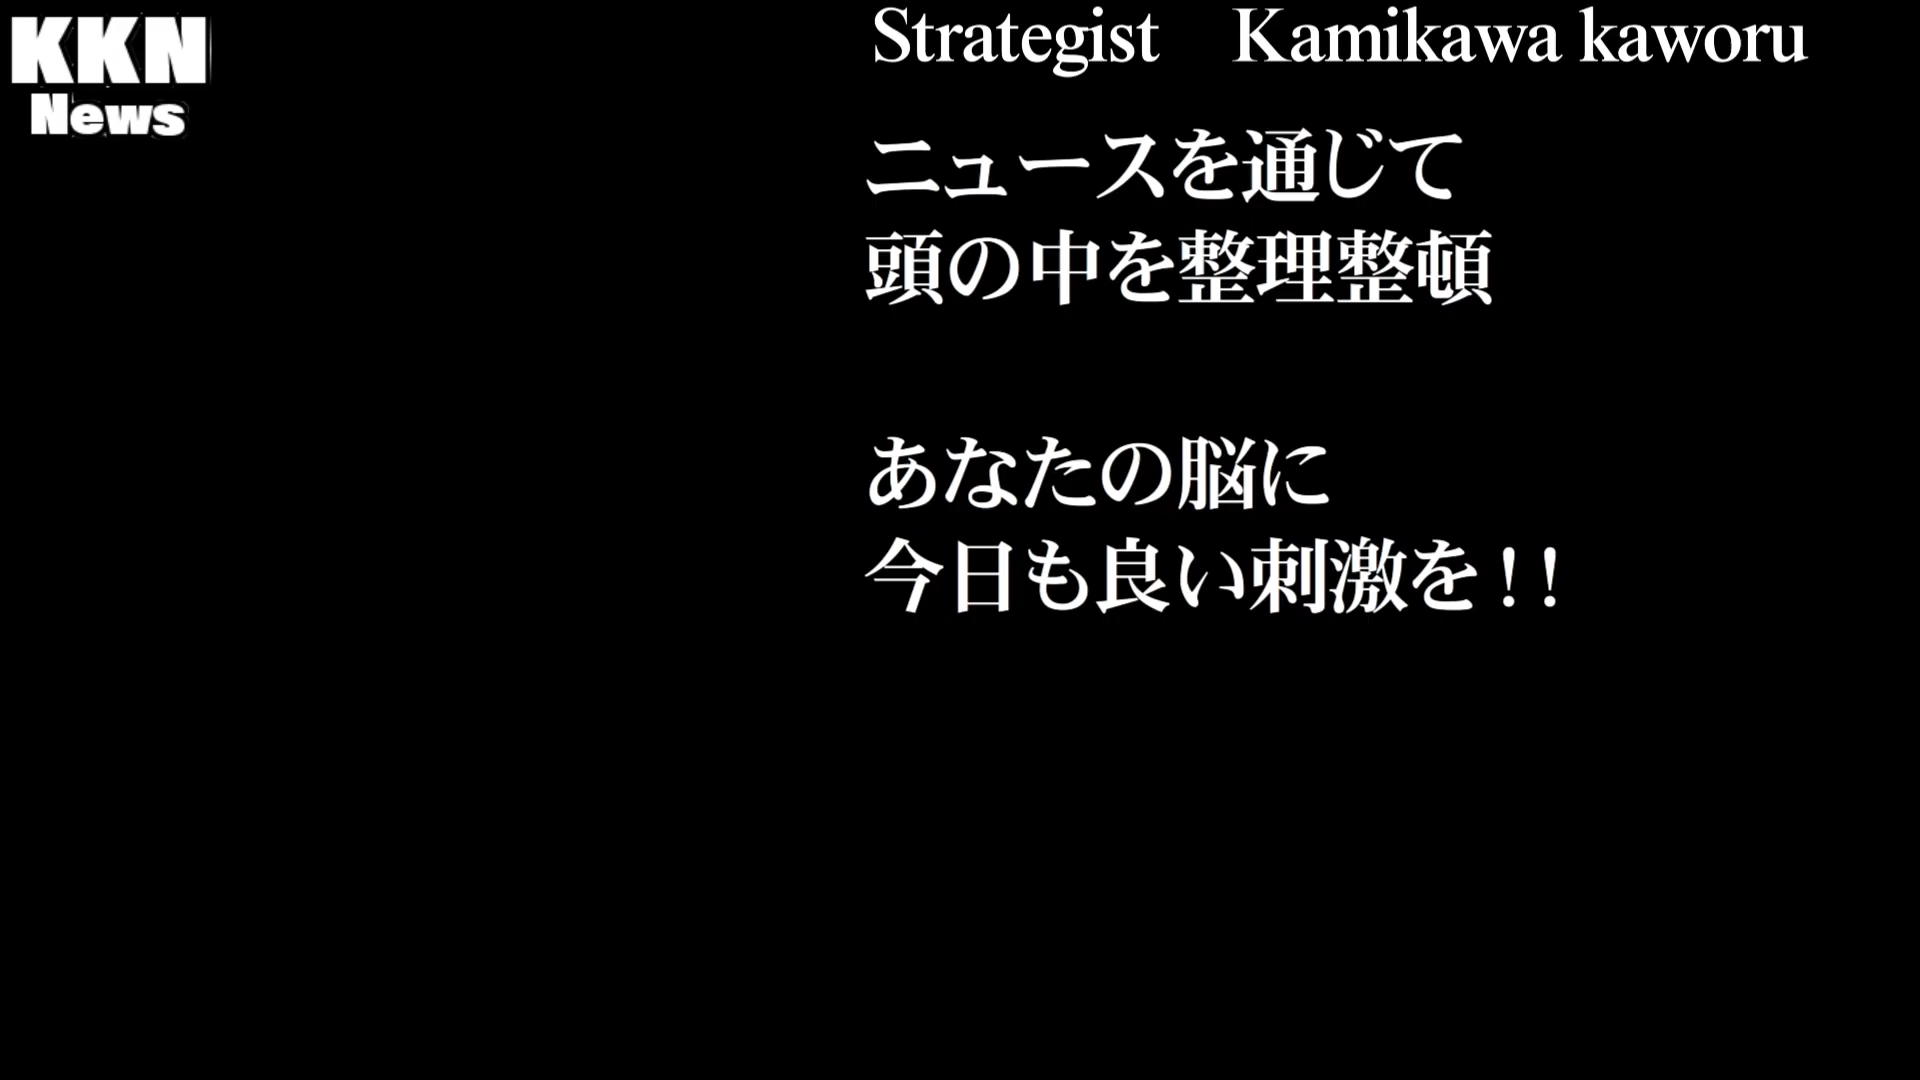 KKN
News
Strategist　Kamikawa kaworu
ニュースを通じて
頭の中を整理整頓
あなたの脳に
今日も良い刺激を!!